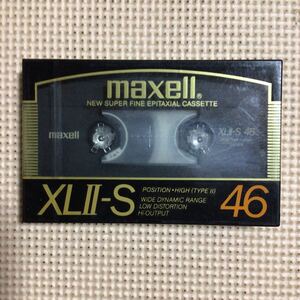 maxell.
NEW SUPER FINE EPITAXIAL CASSETTE
maxell
XLII-S 46
XLII-S
POSITION•HIGH (TYPE II)
WIDE DYNAMIC RANGE
LOW DISTORTION
HI-OUTPUT
46